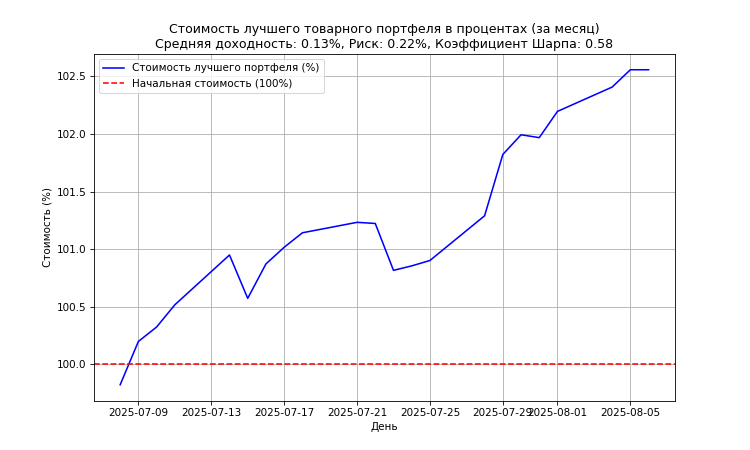 Стоимость лучшего товарного портфеля в процентах (за месяц)
Средняя доходность: 0.13%, Риск: 0.22%, Коэффициент Шарпа: 0.58
Стоимость лучшего портфеля (%)
Начальная стоимость (100%)
Стоимость (%)
102.5
102.0
101.5
101.0
100.5
100.0
2025-07-09 2025-07-13 2025-07-17 2025-07-21 2025-07-25 2025-07-29 2025-08-01 2025-08-05
День